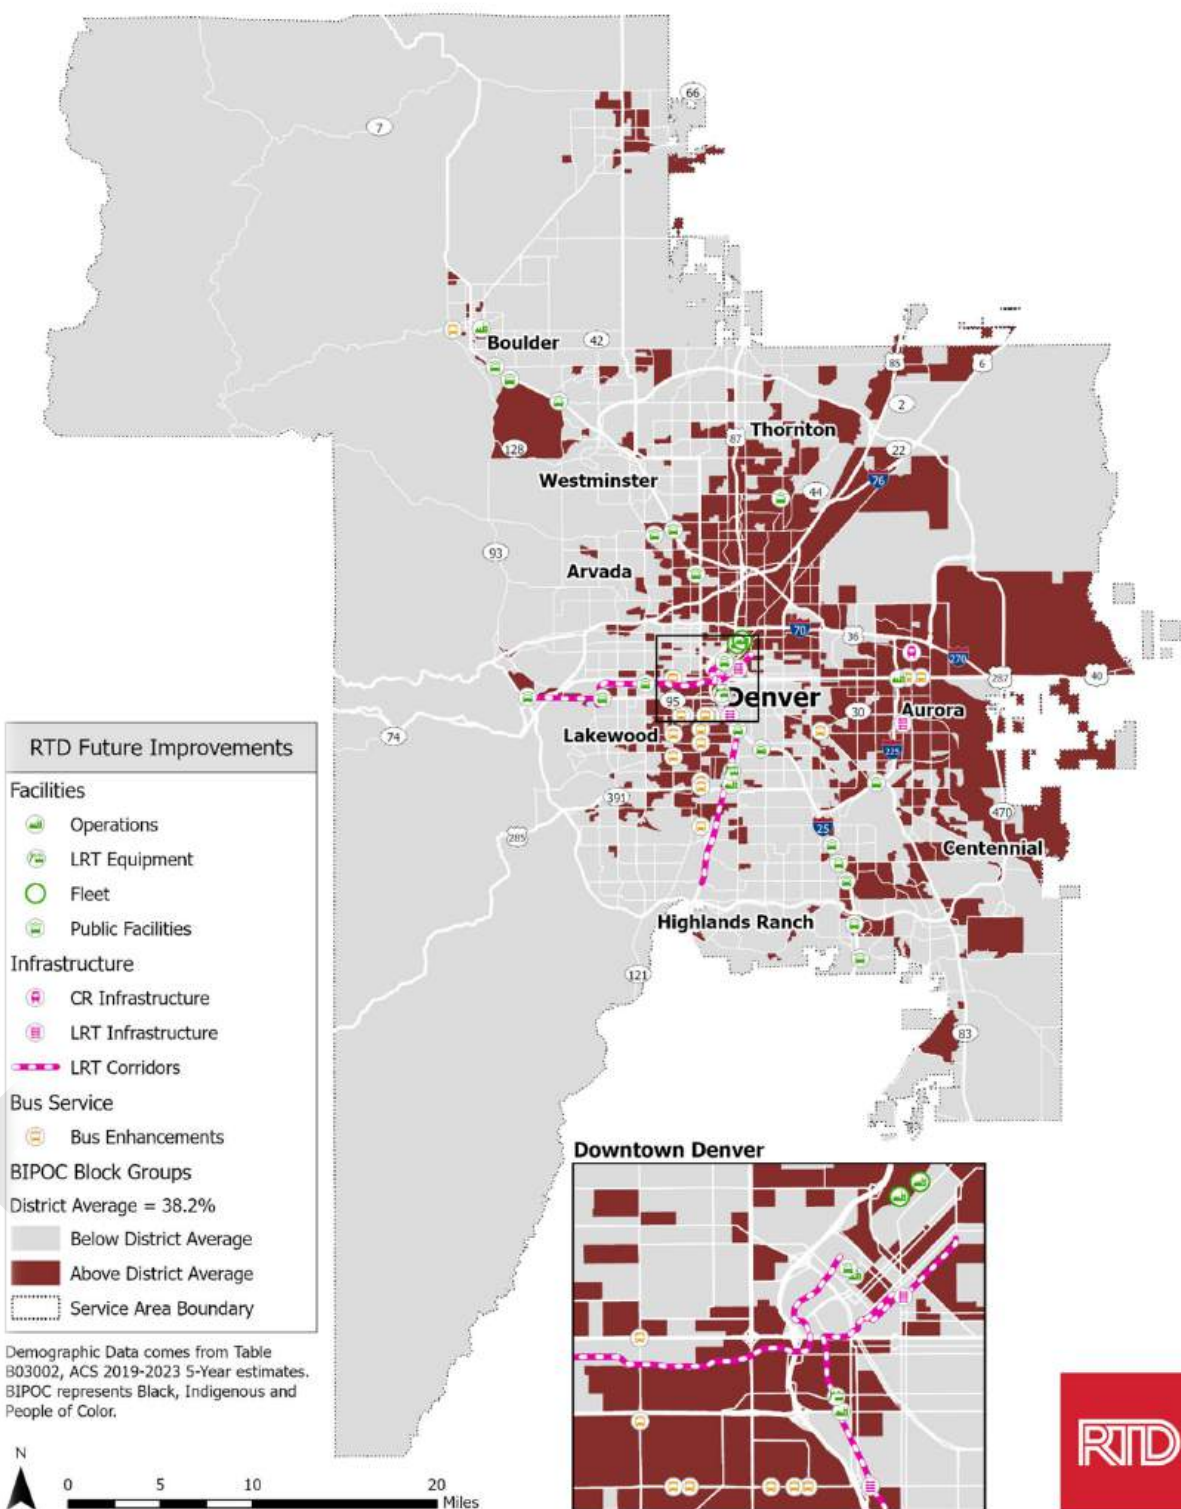 66
7
Boulder
42
85
6
2
Thornton
87
22
128
Westminster
76
44
93
Arvada
70
36
270
287
40
95
Denver
30
Aurora
74
Lakewood
225
391
285
25
470
Centennial
Highlands Ranch
121
83
RTD Future Improvements
Facilities
Operations
LRT Equipment
Fleet
Public Facilities
Infrastructure
CR Infrastructure
LRT Infrastructure
LRT Corridors
Bus Service
Bus Enhancements
BIPOC Block Groups
District Average = 38.2%
Below District Average
Above District Average
Service Area Boundary
Demographic Data comes from Table
B03002, ACS 2019-2023 5-Year estimates.
BIPOC represents Black, Indigenous and
People of Color.
N
0 5 10 20
Miles
Downtown Denver
RTD